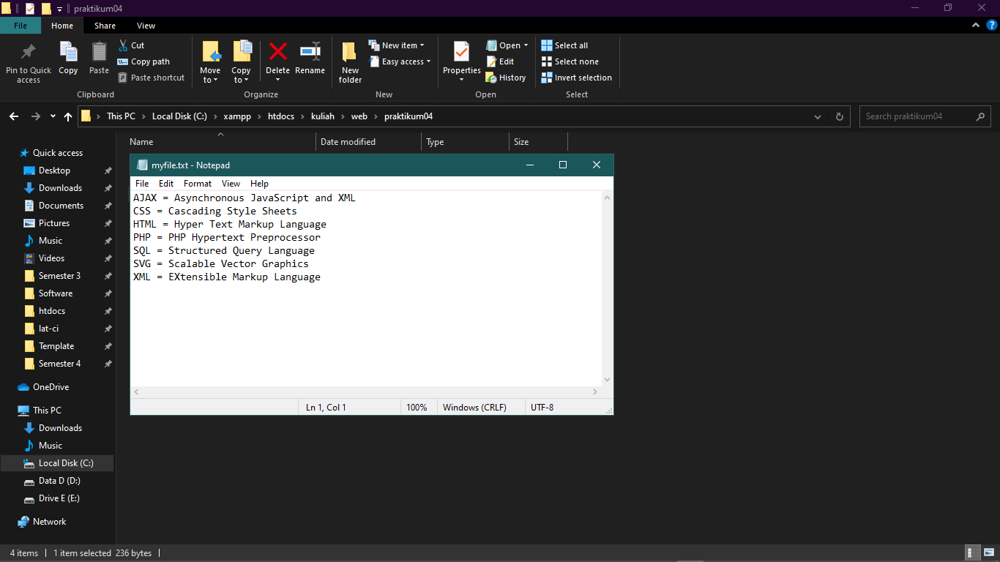 praktikum04
File Home Share View
Pin to Quick access
Copy
Paste
Cut
Copy path
Paste shortcut
Clipboard
Move to
Copy to
Delete
Rename
Organize
New folder
New item
Easy access
New
Properties
Open
Edit
History
Open
Select all
Select none
Invert selection
Select
This PC > Local Disk (C:) > xampp > htdocs > kuliah > web > praktikum04
Search praktikum04
Name Date modified Type Size
Quick access
Desktop
Downloads
Documents
Pictures
Music
Videos
Semester 3
Software
htdocs
lat-ci
Template
Semester 4
OneDrive
This PC
Downloads
Music
Local Disk (C:)
Data D (D:)
Drive E (E:)
Network
myfile.txt - Notepad
File Edit Format View Help
AJAX = Asynchronous JavaScript and XML
CSS = Cascading Style Sheets
HTML = Hyper Text Markup Language
PHP = PHP Hypertext Preprocessor
SQL = Structured Query Language
SVG = Scalable Vector Graphics
XML = EXtensible Markup Language
Ln 1, Col 1 100% Windows (CRLF) UTF-8
4 items 1 item selected 236 bytes